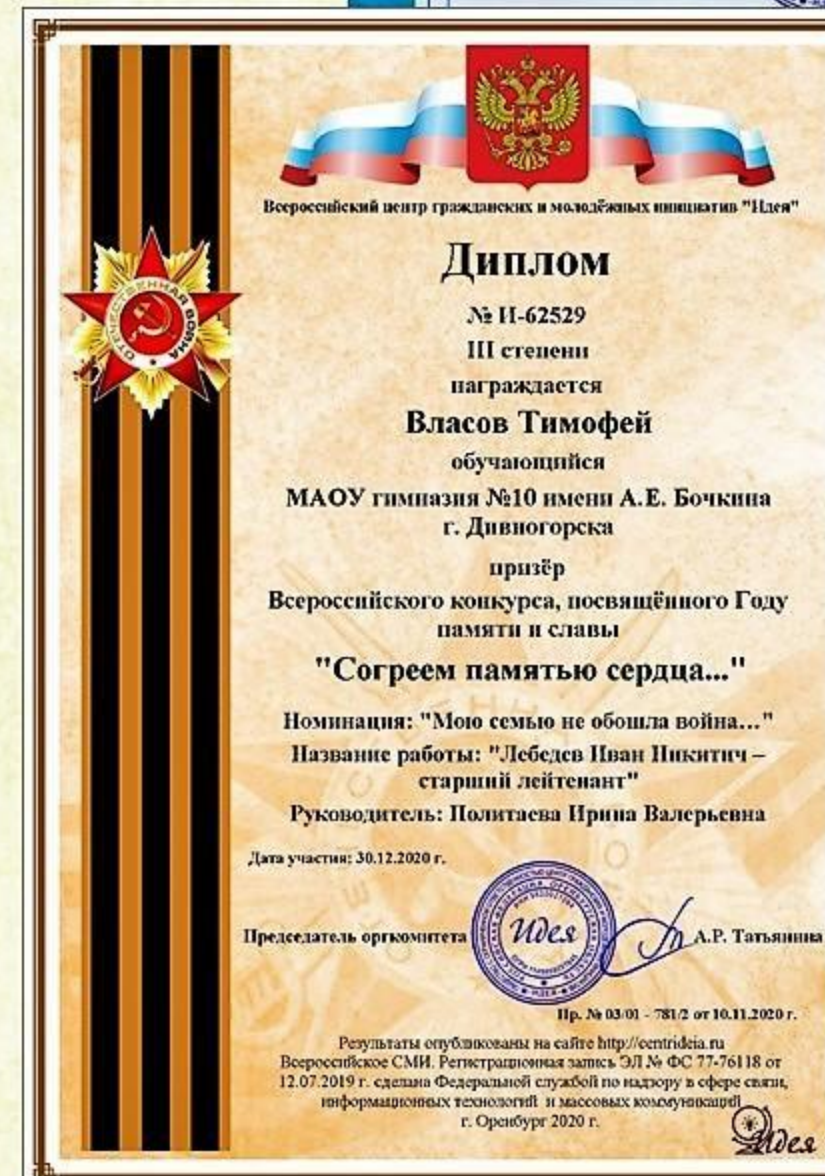 Всероссийский центр гражданских и молодёжных инициатив "Идея"
ОТЕЧЕСТВЕННАЯ ВОЙНА
Диплом
№ И-62529
III степени
награждается
Власов Тимофей
обучающийся
МАОУ гимназия №10 имени А.Е. Бочкина
г. Дивногорска
призёр
Всероссийского конкурса, посвящённого Году
памяти и славы
"Согреем памятью сердца..."
Номинация: "Мою семью не обошла война..."
Название работы: "Лебедев Иван Никитич –
старший лейтенант"
Руководитель: Политаева Ирина Валерьевна
Дата участия: 30.12.2020 г.
Председатель оргкомитета
Идея
А.Р. Татьянина
Пр. № 03/01 - 781/2 от 10.11.2020 г.
Результаты опубликованы на сайте http://centrideia.ru
Всероссийское СМИ. Регистрационная запись ЭЛ № ФС 77-76118 от
12.07.2019 г. сделана Федеральной службой по надзору в сфере связи,
информационных технологий и массовых коммуникаций
г. Оренбург 2020 г.
Идея